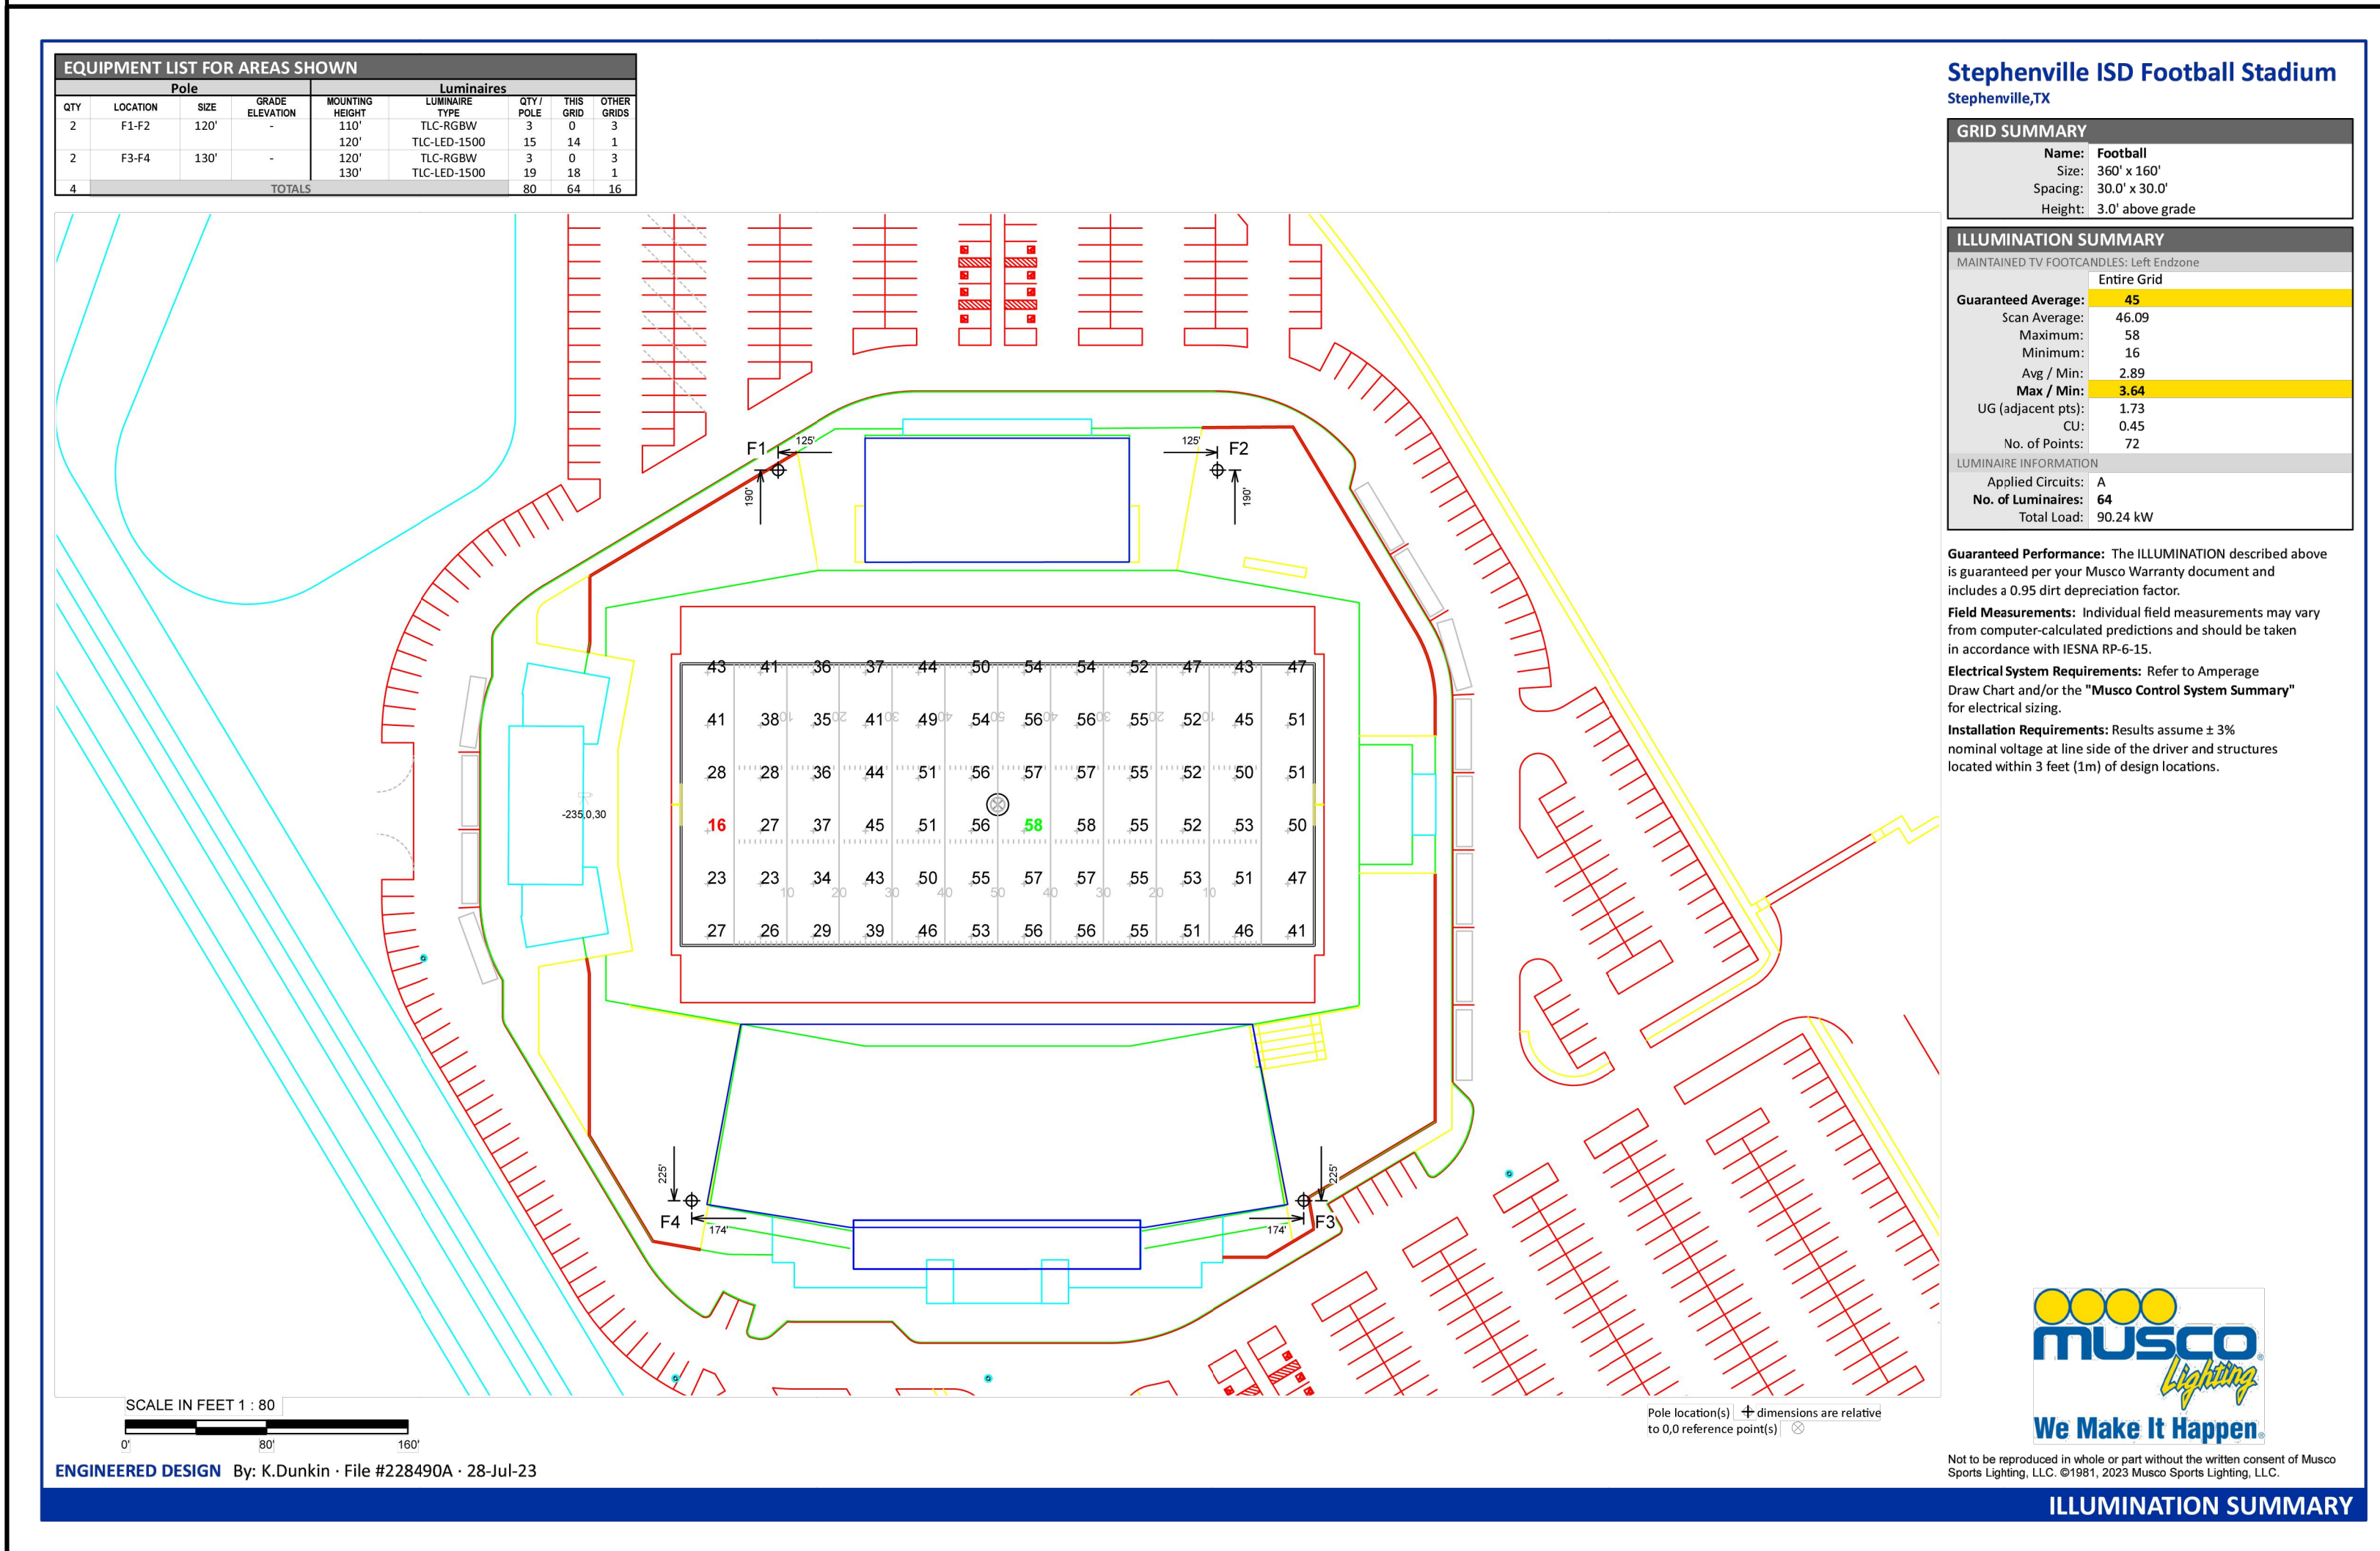 EQUIPMENT LIST FOR AREAS SHOWN
Pole Luminaires
QTY LOCATION SIZE GRADE ELEVATION MOUNTING HEIGHT LUMINAIRE TYPE QTY / POLE THIS GRID OTHER GRIDS
2 F1-F2 120' - 110' TLC-RGBW 3 0 3
120' TLC-LED-1500 15 14 1
2 F3-F4 130' - 120' TLC-RGBW 3 0 3
130' TLC-LED-1500 19 18 1
4 TOTALS 80 64 16
Stephenville ISD Football Stadium
Stephenville,TX
GRID SUMMARY
Name: Football
Size: 360' x 160'
Spacing: 30.0' x 30.0'
Height: 3.0' above grade
ILLUMINATION SUMMARY
MAINTAINED TV FOOTCANDLES: Left Endzone
Entire Grid
Guaranteed Average: 45
Scan Average: 46.09
Maximum: 58
Minimum: 16
Avg / Min: 2.89
Max / Min: 3.64
UG (adjacent pts): 1.73
CU: 0.45
No. of Points: 72
LUMINAIRE INFORMATION
Applied Circuits: A
No. of Luminaires: 64
Total Load: 90.24 kW
Guaranteed Performance: The ILLUMINATION described above
is guaranteed per your Musco Warranty document and
includes a 0.95 dirt depreciation factor.
Field Measurements: Individual field measurements may vary
from computer-calculated predictions and should be taken
in accordance with IESNA RP-6-15.
Electrical System Requirements: Refer to Amperage
Draw Chart and/or the "Musco Control System Summary"
for electrical sizing.
Installation Requirements: Results assume ± 3%
nominal voltage at line side of the driver and structures
located within 3 feet (1m) of design locations.
F1 125' 125' F2
190' 190'
43 41 36 37 44 50 54 54 52 47 43 47
41 38 35 41 49 54 56 56 55 52 45 51
10 20 30 40 50 40 30 20 10
28 28 36 44 51 56 57 57 55 52 50 51
-235,0,30
16 27 37 45 51 56 58 58 55 52 53 50
23 23 34 43 50 55 57 57 55 53 51 47
10 20 30 40 50 40 30 20 10
27 26 29 39 46 53 56 56 55 51 46 41
225' 225'
F4 174' 174' F3
SCALE IN FEET 1 : 80
0' 80' 160'
Pole location(s) dimensions are relative
to 0,0 reference point(s)
musco
Lighting
We Make It Happen®
Not to be reproduced in whole or part without the written consent of Musco
Sports Lighting, LLC. ©1981, 2023 Musco Sports Lighting, LLC.
ENGINEERED DESIGN By: K.Dunkin · File #228490A · 28-Jul-23
ILLUMINATION SUMMARY